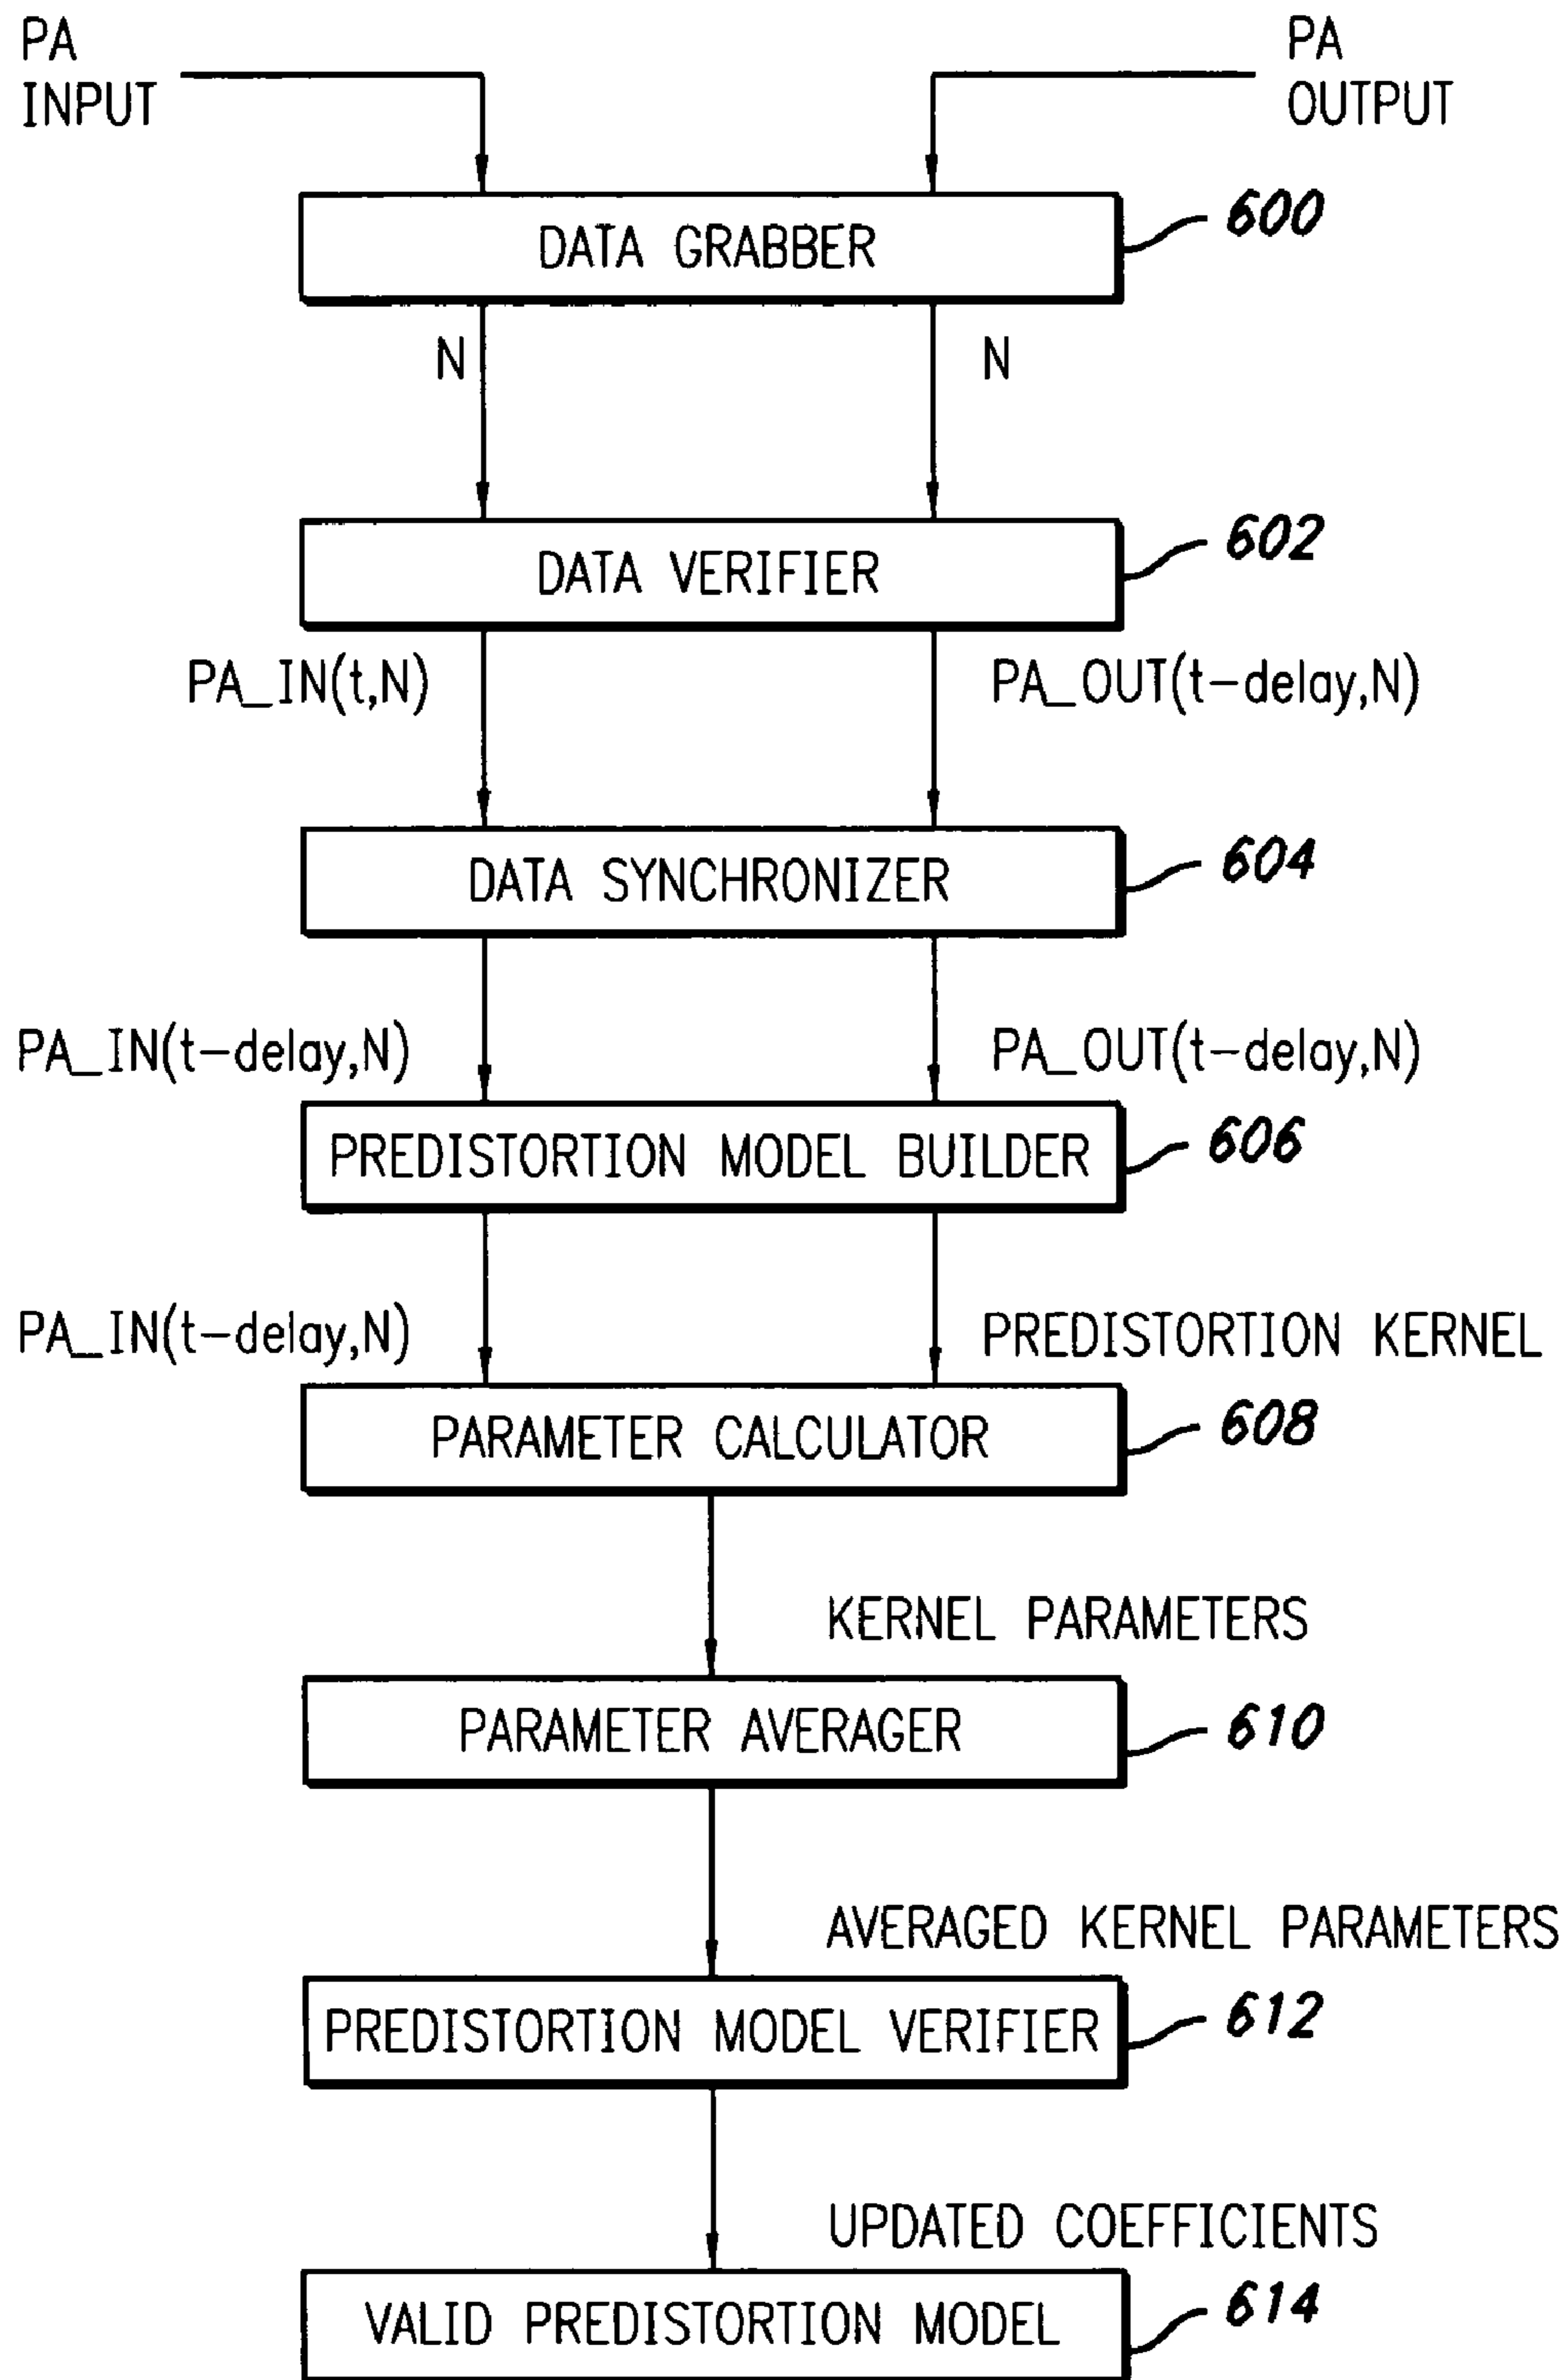 PA
INPUT
PA
OUTPUT
DATA GRABBER
600
N
N
DATA VERIFIER
602
PA_IN(t,N)
PA_OUT(t-delay,N)
DATA SYNCHRONIZER
604
PA_IN(t-delay,N)
PA_OUT(t-delay,N)
PREDISTORTION MODEL BUILDER
606
PA_IN(t-delay,N)
PREDISTORTION KERNEL
PARAMETER CALCULATOR
608
KERNEL PARAMETERS
PARAMETER AVERAGER
610
AVERAGED KERNEL PARAMETERS
PREDISTORTION MODEL VERIFIER
612
UPDATED COEFFICIENTS
VALID PREDISTORTION MODEL
614